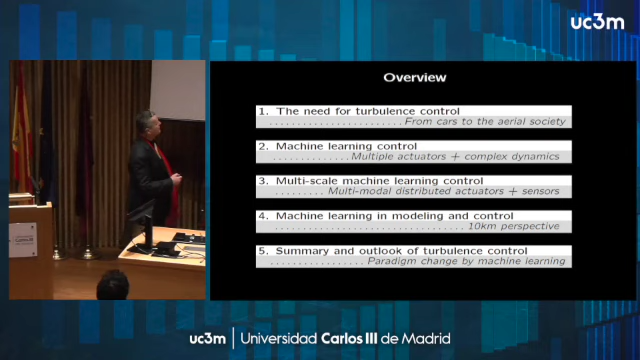 uc3m
Overview
1. The need for turbulence control
........................From cars to the aerial society
2. Machine learning control
..............Multiple actuators + complex dynamics
3. Multi-scale machine learning control
.........Multi-modal distributed actuators + sensors
4. Machine learning in modeling and control
...................................10km perspective
5. Summary and outlook of turbulence control
.................Paradigm change by machine learning
uc3m | Universidad Carlos III de Madrid